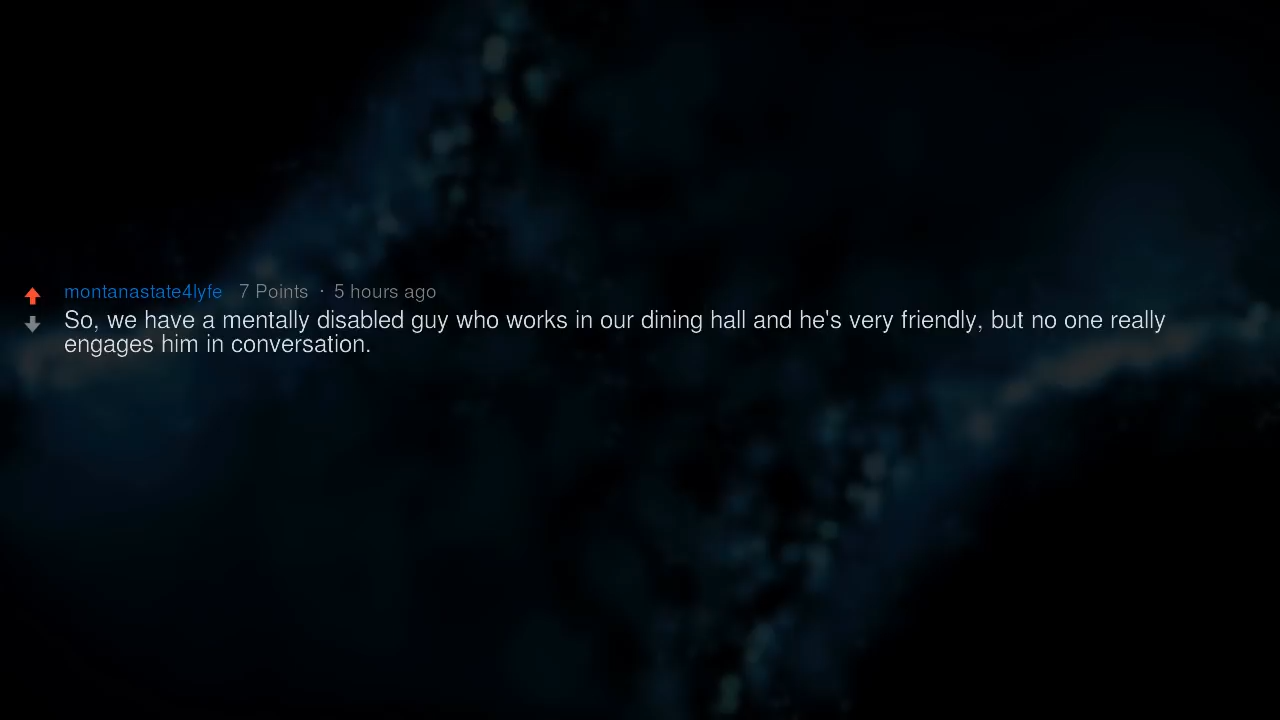 montanastate4lyfe 7 Points · 5 hours ago
So, we have a mentally disabled guy who works in our dining hall and he's very friendly, but no one really
engages him in conversation.